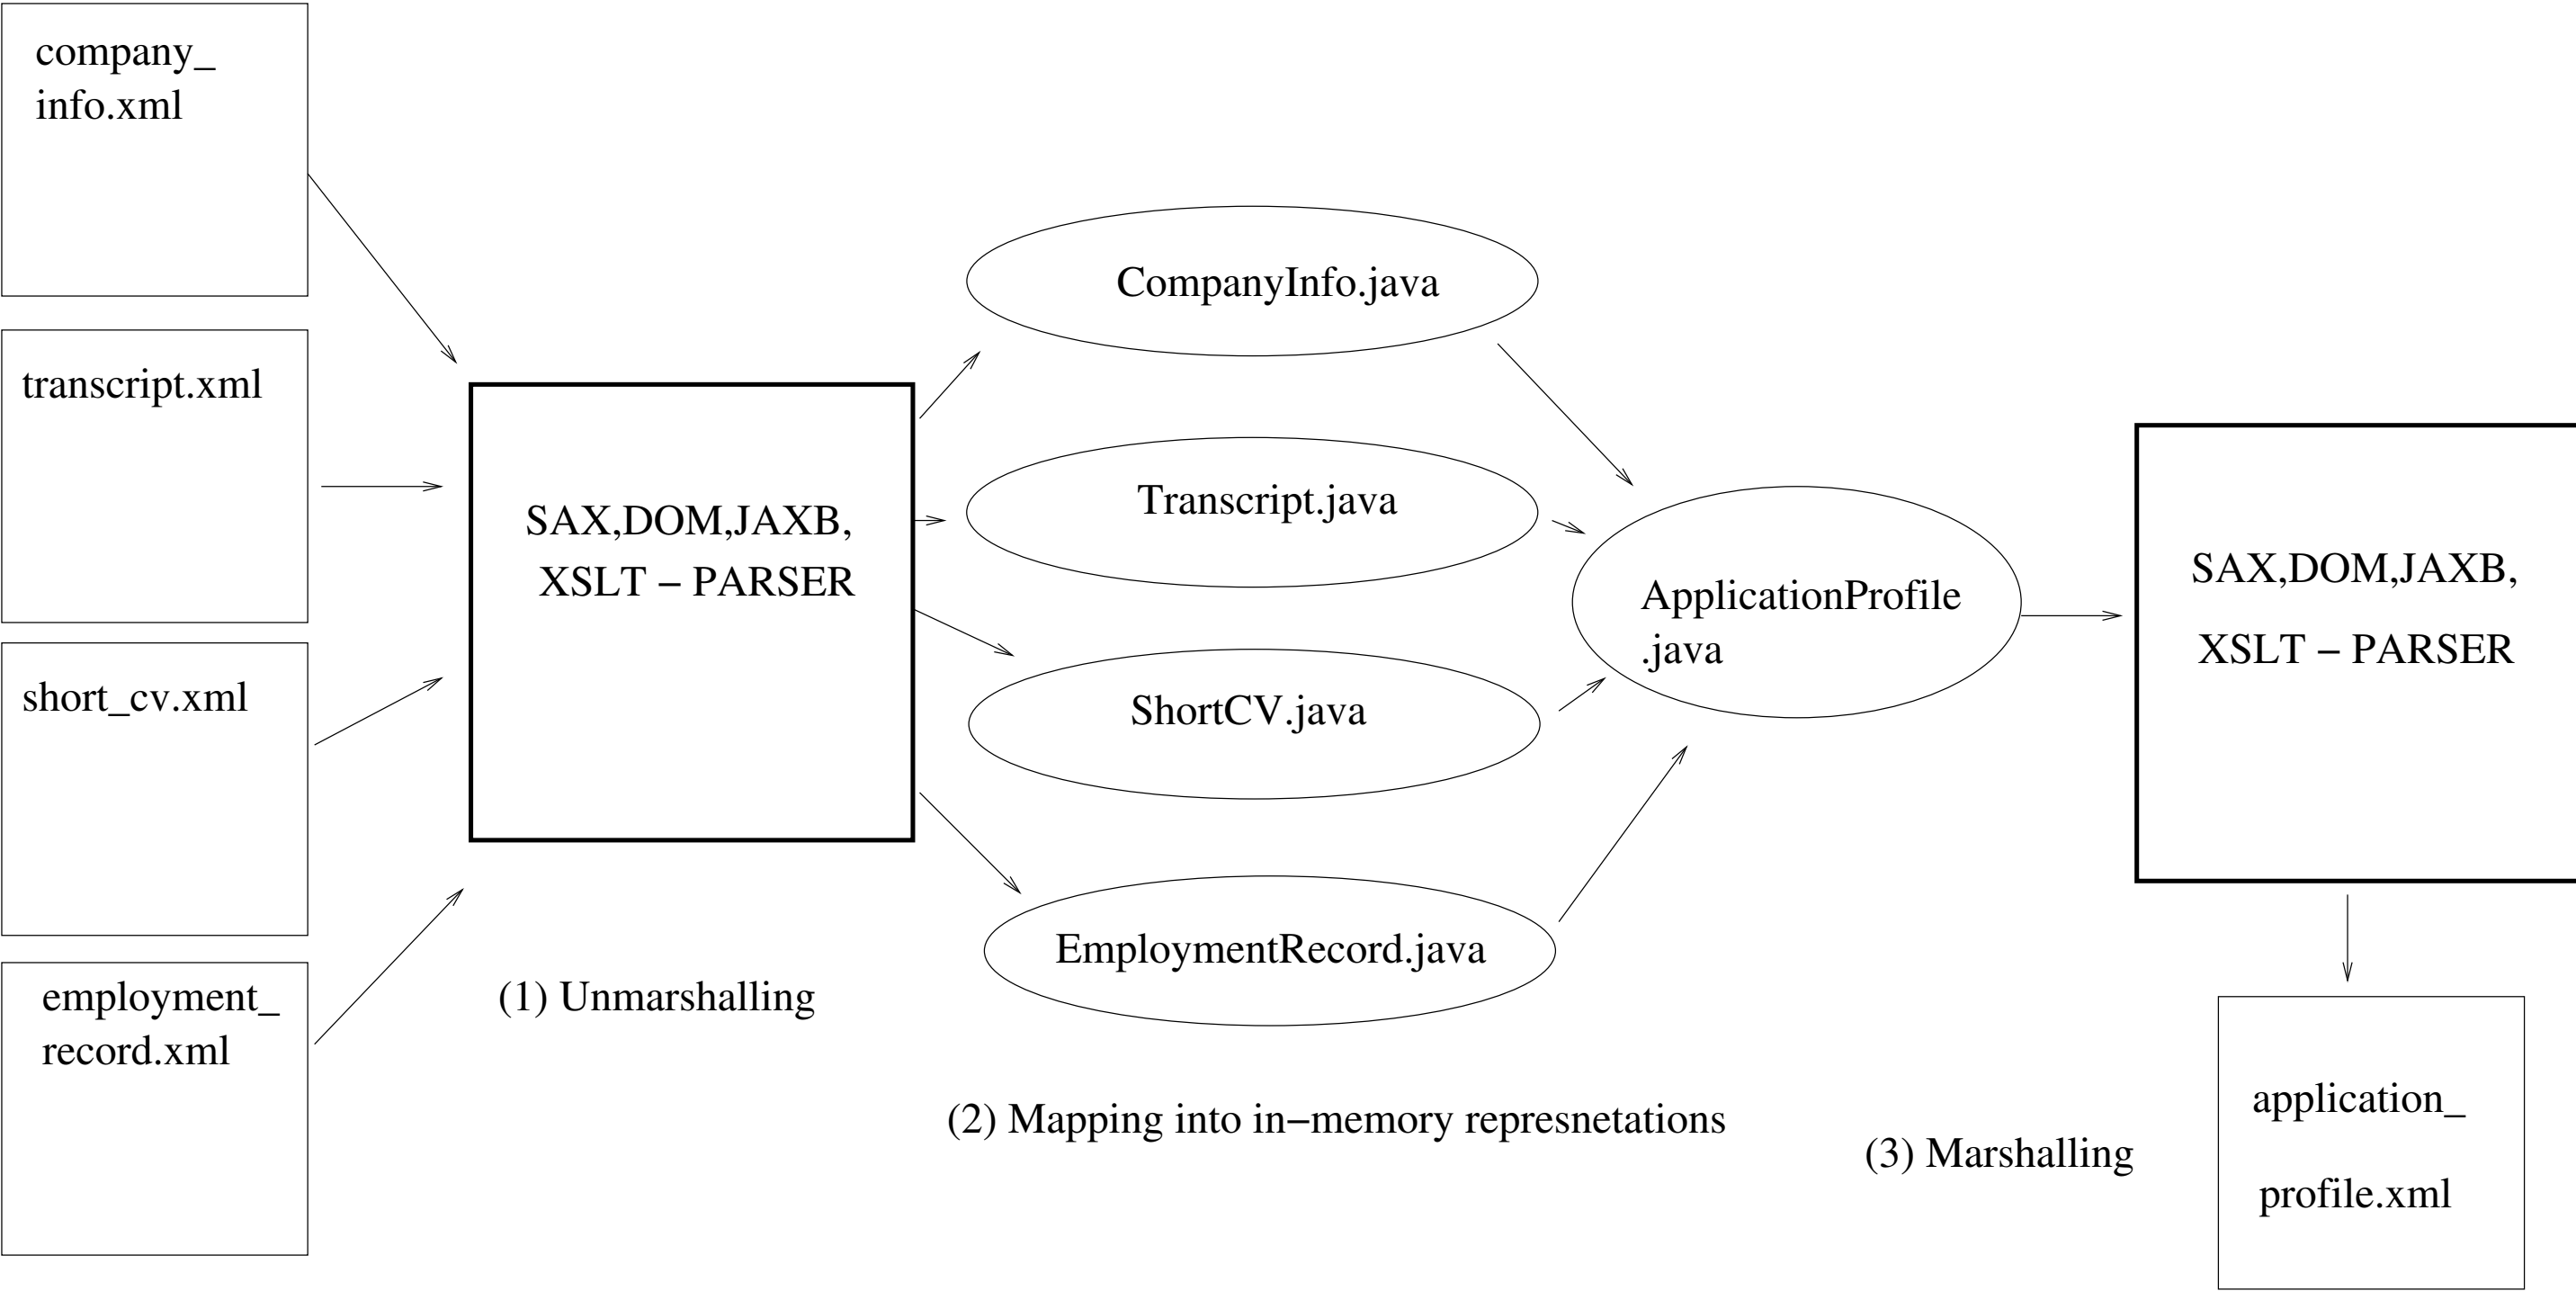 company_
info.xml
transcript.xml
short_cv.xml
employment_
record.xml
SAX,DOM,JAXB,
XSLT – PARSER
(1) Unmarshalling
CompanyInfo.java
Transcript.java
ShortCV.java
EmploymentRecord.java
(2) Mapping into in–memory represnetations
ApplicationProfile
.java
(3) Marshalling
SAX,DOM,JAXB,
XSLT – PARSER
application_
profile.xml